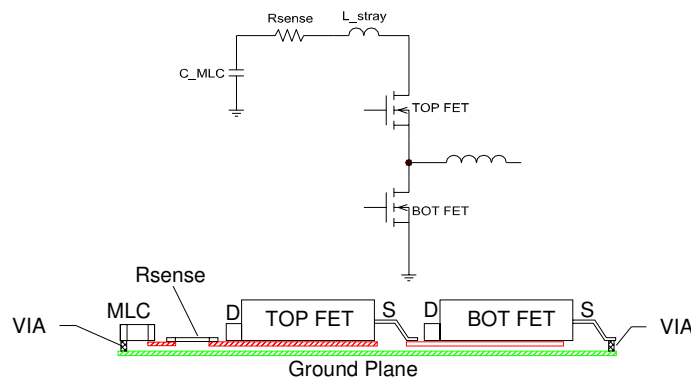 Rsense
L_stray
C_MLC
TOP FET
BOT FET
Rsense
MLC
D
TOP FET
S
D
BOT FET
S
VIA
VIA
Ground Plane